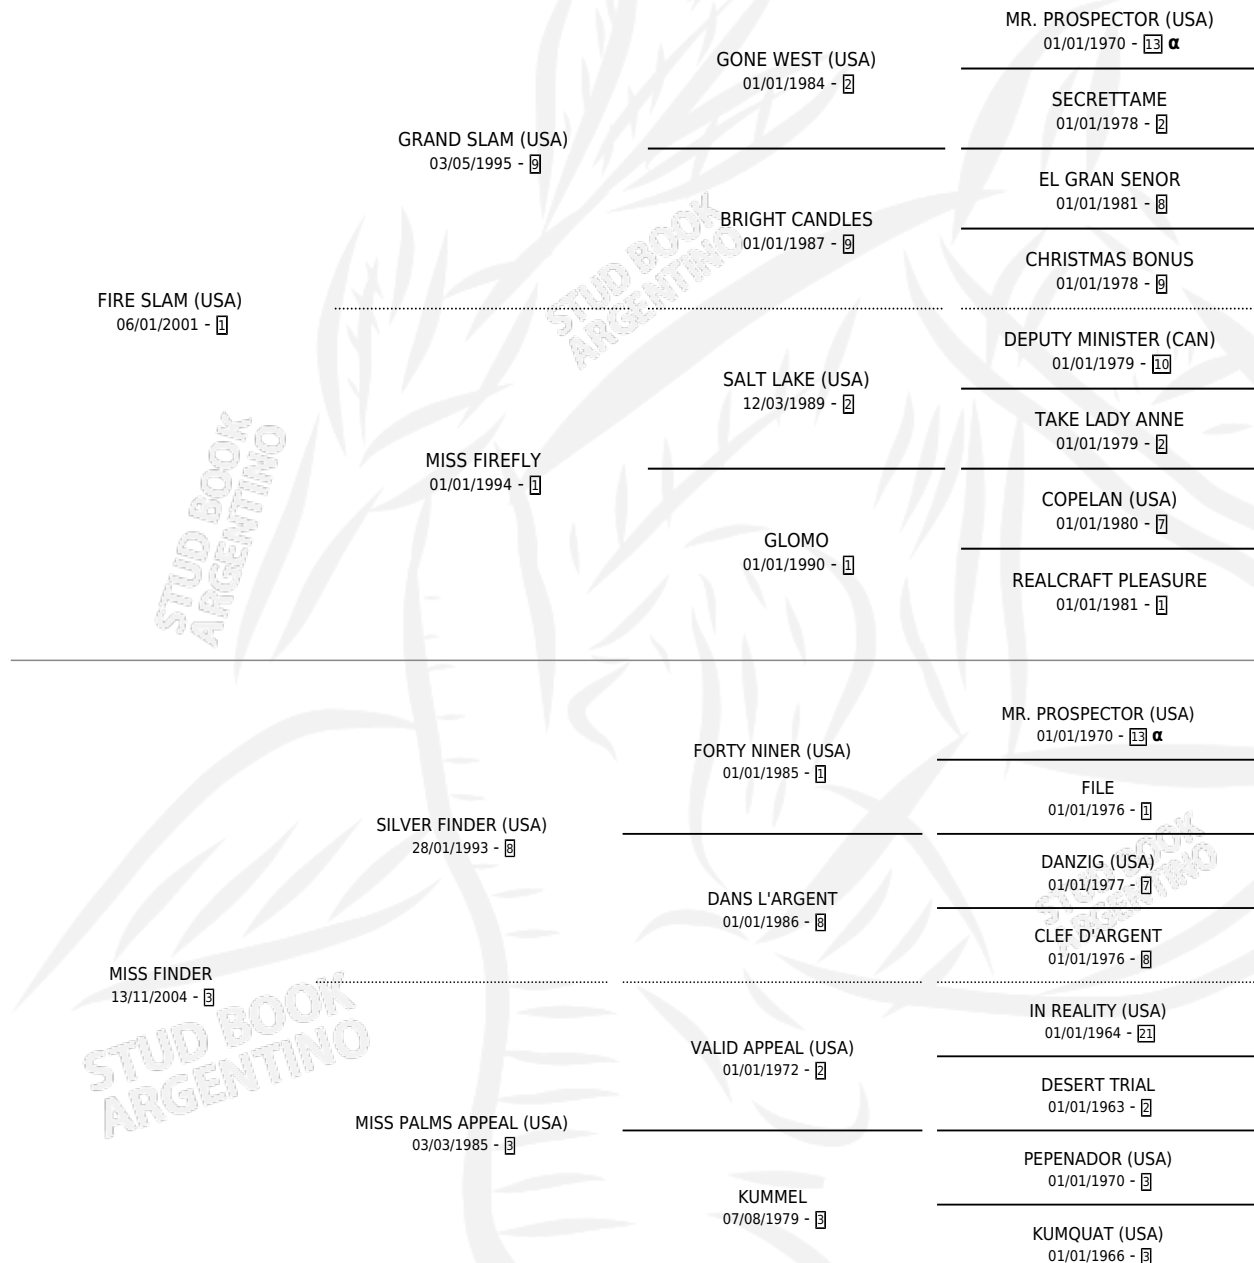 MR. PROSPECTOR (USA)
01/01/1970 - 13 α
GONE WEST (USA)
01/01/1984 - 2
SECRETTAME
01/01/1978 - 2
GRAND SLAM (USA)
03/05/1995 - 9
EL GRAN SENOR
01/01/1981 - 8
BRIGHT CANDLES
01/01/1987 - 9
CHRISTMAS BONUS
01/01/1978 - 9
STUD BOOK
ARGENTINO
FIRE SLAM (USA)
06/01/2001 - 1
DEPUTY MINISTER (CAN)
01/01/1979 - 10
SALT LAKE (USA)
12/03/1989 - 2
TAKE LADY ANNE
01/01/1979 - 2
MISS FIREFLY
01/01/1994 - 1
COPELAN (USA)
01/01/1980 - 7
GLOMO
01/01/1990 - 1
REALCRAFT PLEASURE
01/01/1981 - 1
STUD BOOK
ARGENTINO
MR. PROSPECTOR (USA)
01/01/1970 - 13 α
FORTY NINER (USA)
01/01/1985 - 1
FILE
01/01/1976 - 1
SILVER FINDER (USA)
28/01/1993 - 8
DANZIG (USA)
01/01/1977 - 7
DANS L'ARGENT
01/01/1986 - 8
CLEF D'ARGENT
01/01/1976 - 8
STUD BOOK
ARGENTINO
MISS FINDER
13/11/2004 - 3
IN REALITY (USA)
01/01/1964 - 21
VALID APPEAL (USA)
01/01/1972 - 2
DESERT TRIAL
01/01/1963 - 2
STUD BOOK
ARGENTINO
MISS PALMS APPEAL (USA)
03/03/1985 - 3
PEPENADOR (USA)
01/01/1970 - 3
KUMMEL
07/08/1979 - 3
KUMQUAT (USA)
01/01/1966 - 3